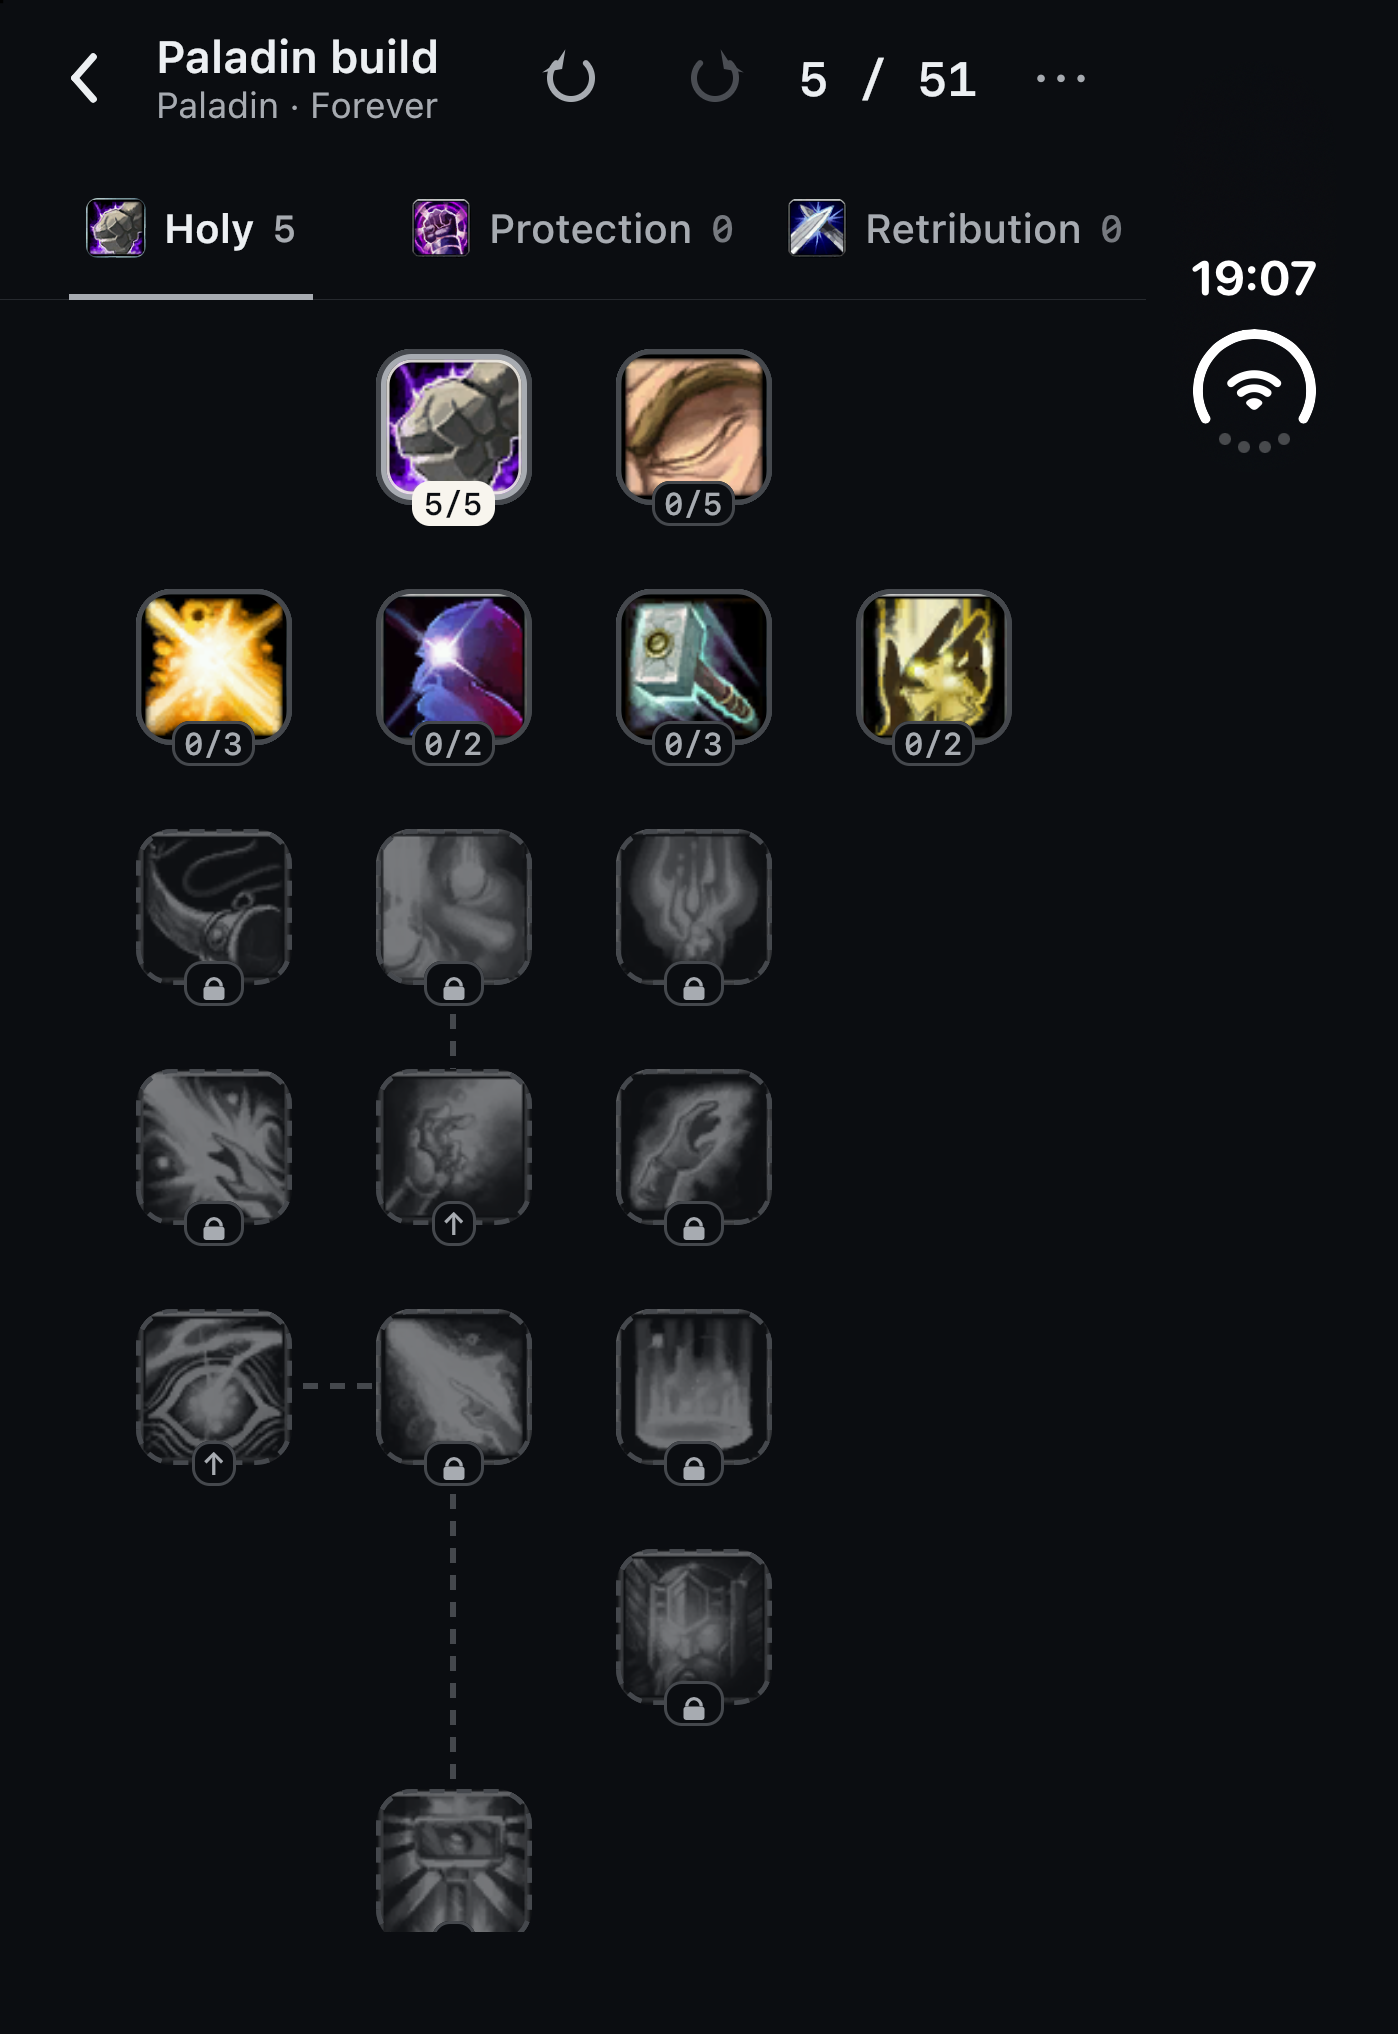 Paladin build
Paladin · Forever
5 / 51
Holy 5
Protection 0
Retribution 0
19:07
5/5
0/5
0/3
0/2
0/3
0/2